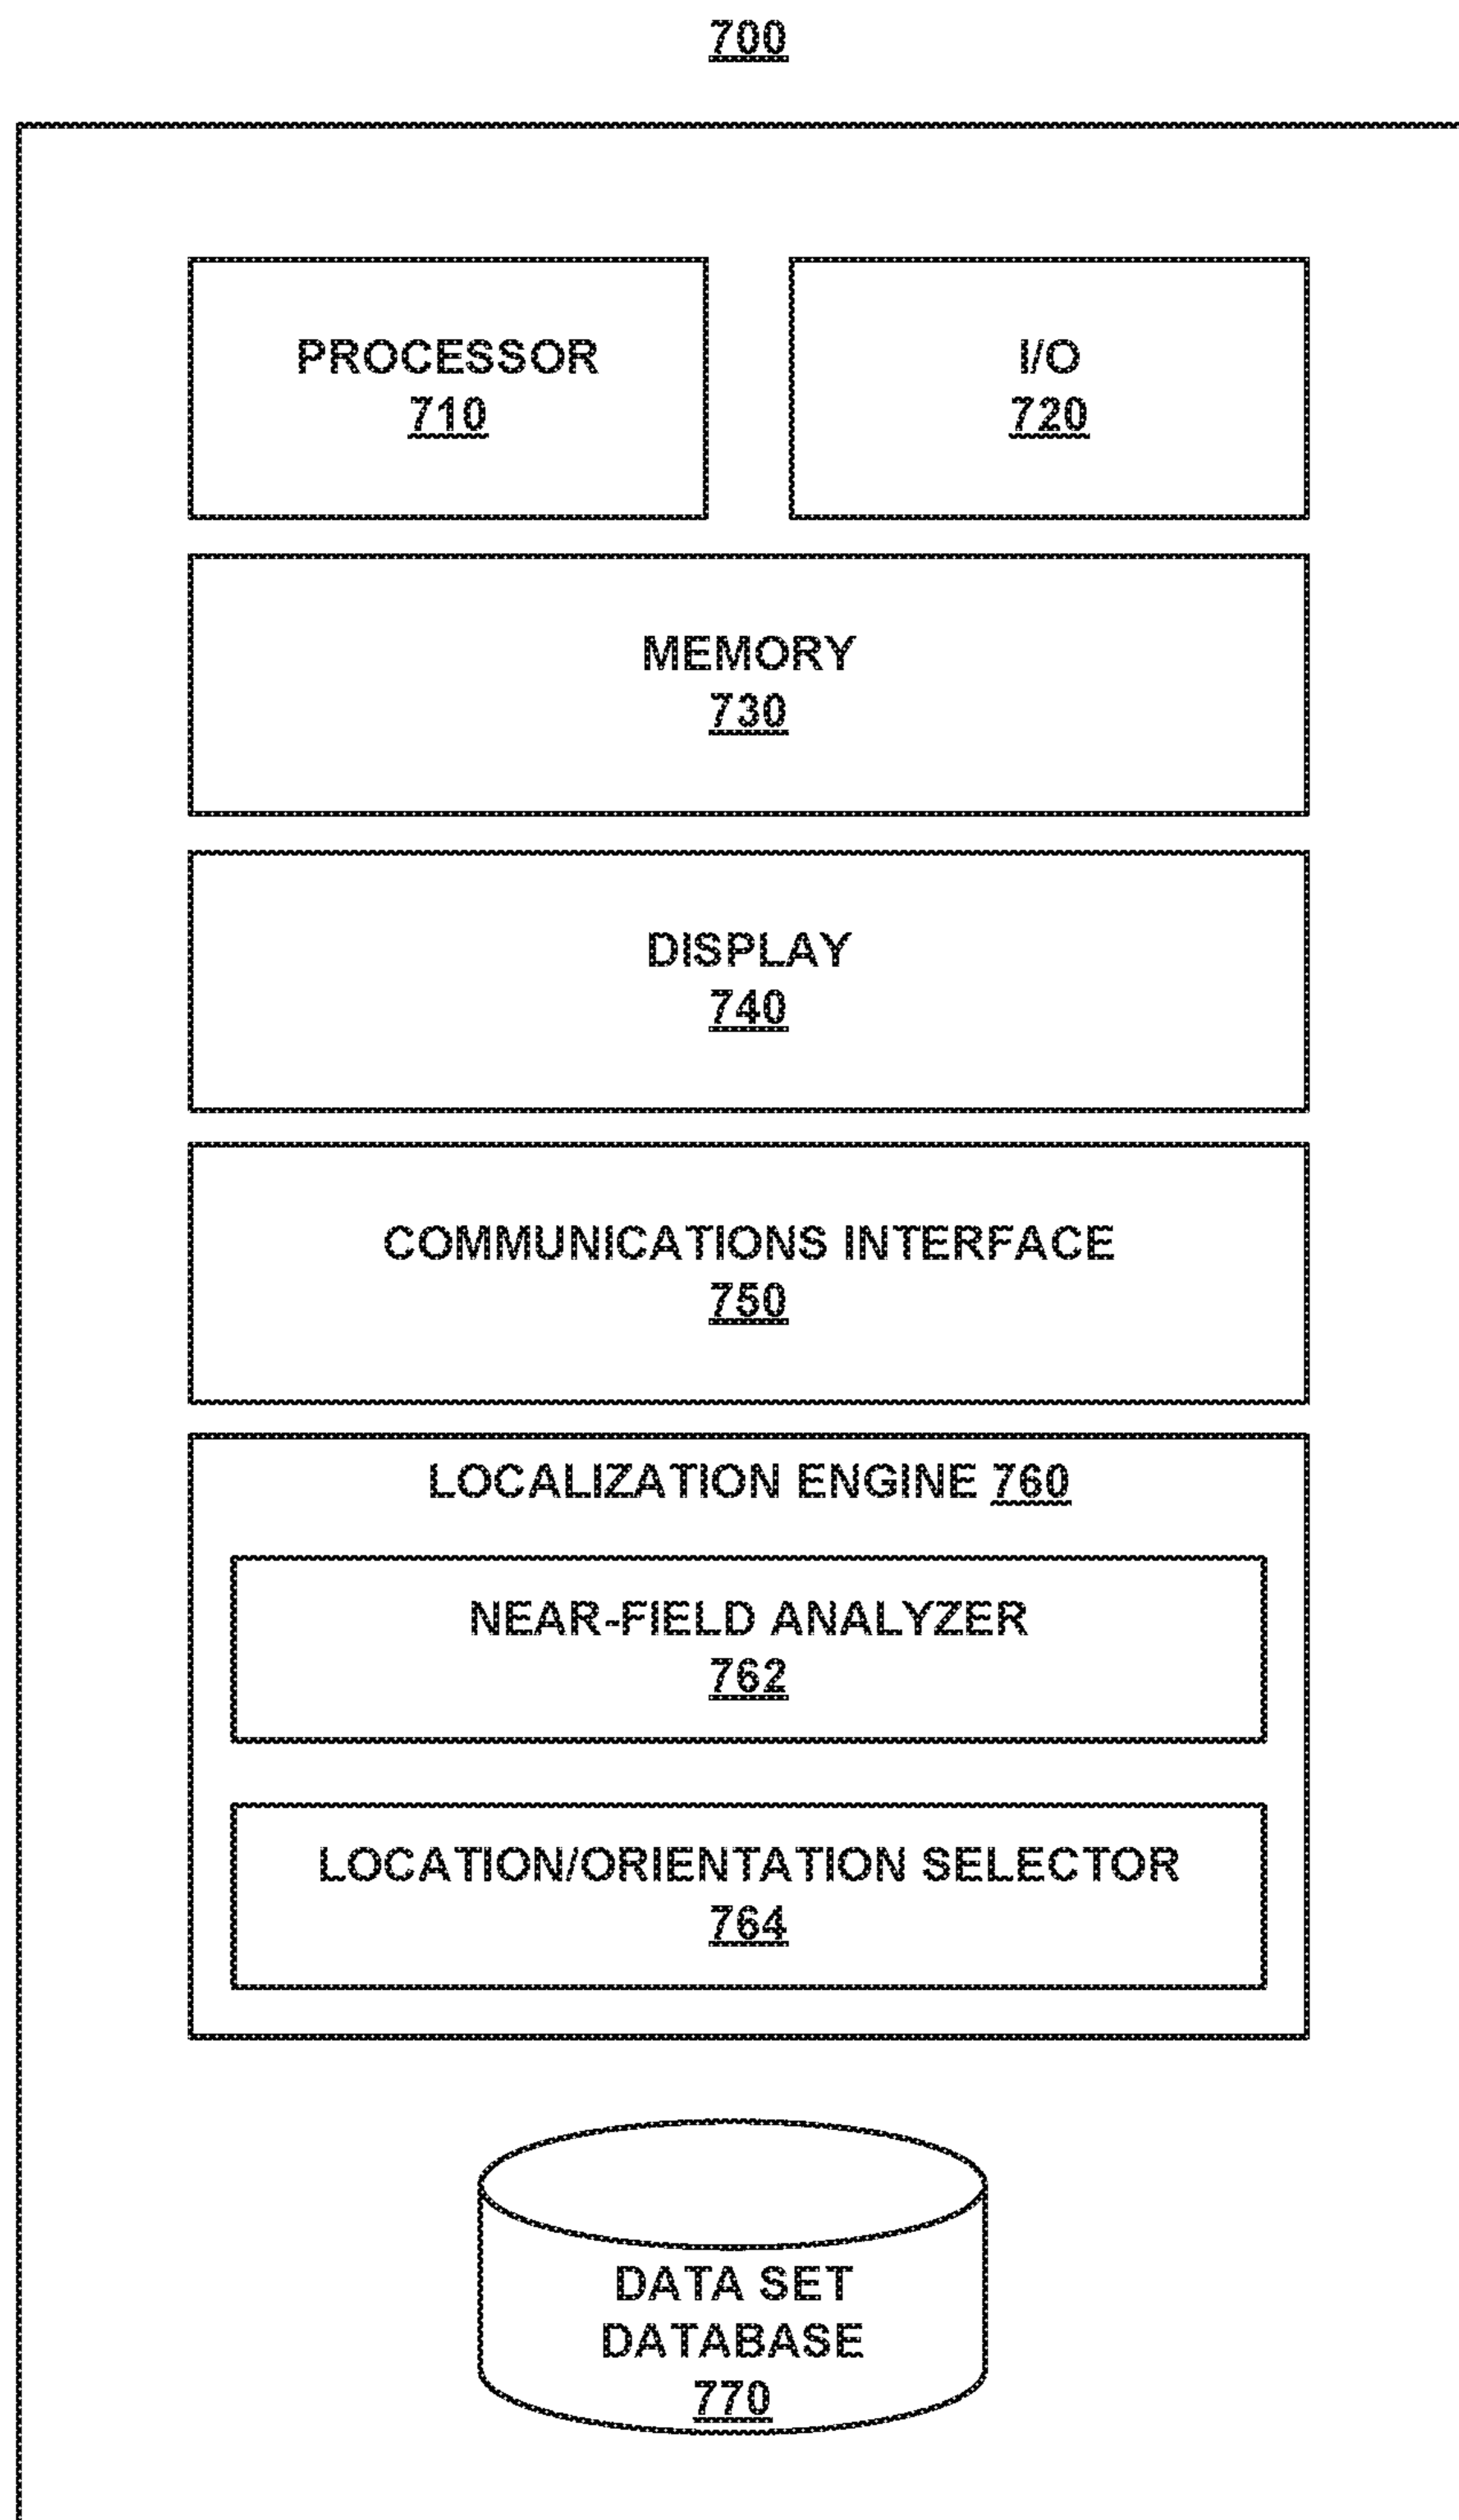 700
PROCESSOR
710
I/O
720
MEMORY
730
DISPLAY
740
COMMUNICATIONS INTERFACE
750
LOCALIZATION ENGINE 760
NEAR-FIELD ANALYZER
762
LOCATION/ORIENTATION SELECTOR
764
DATA SET
DATABASE
770